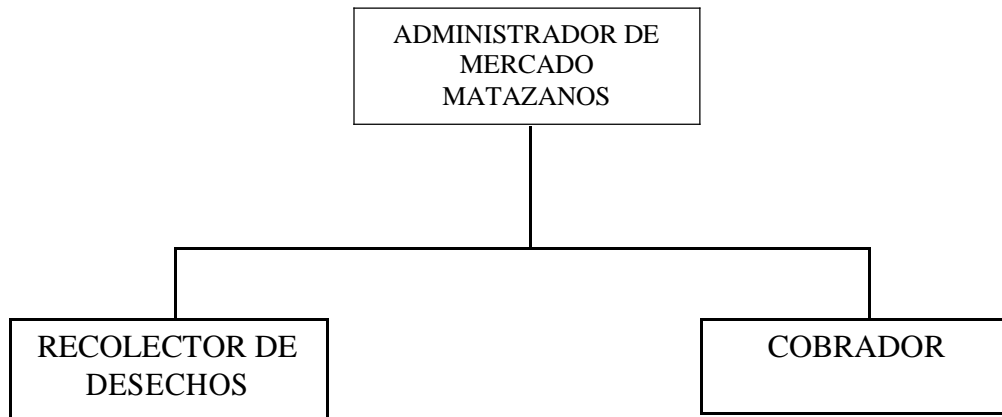 ADMINISTRADOR DE
MERCADO
MATAZANOS
RECOLECTOR DE
DESECHOS
COBRADOR